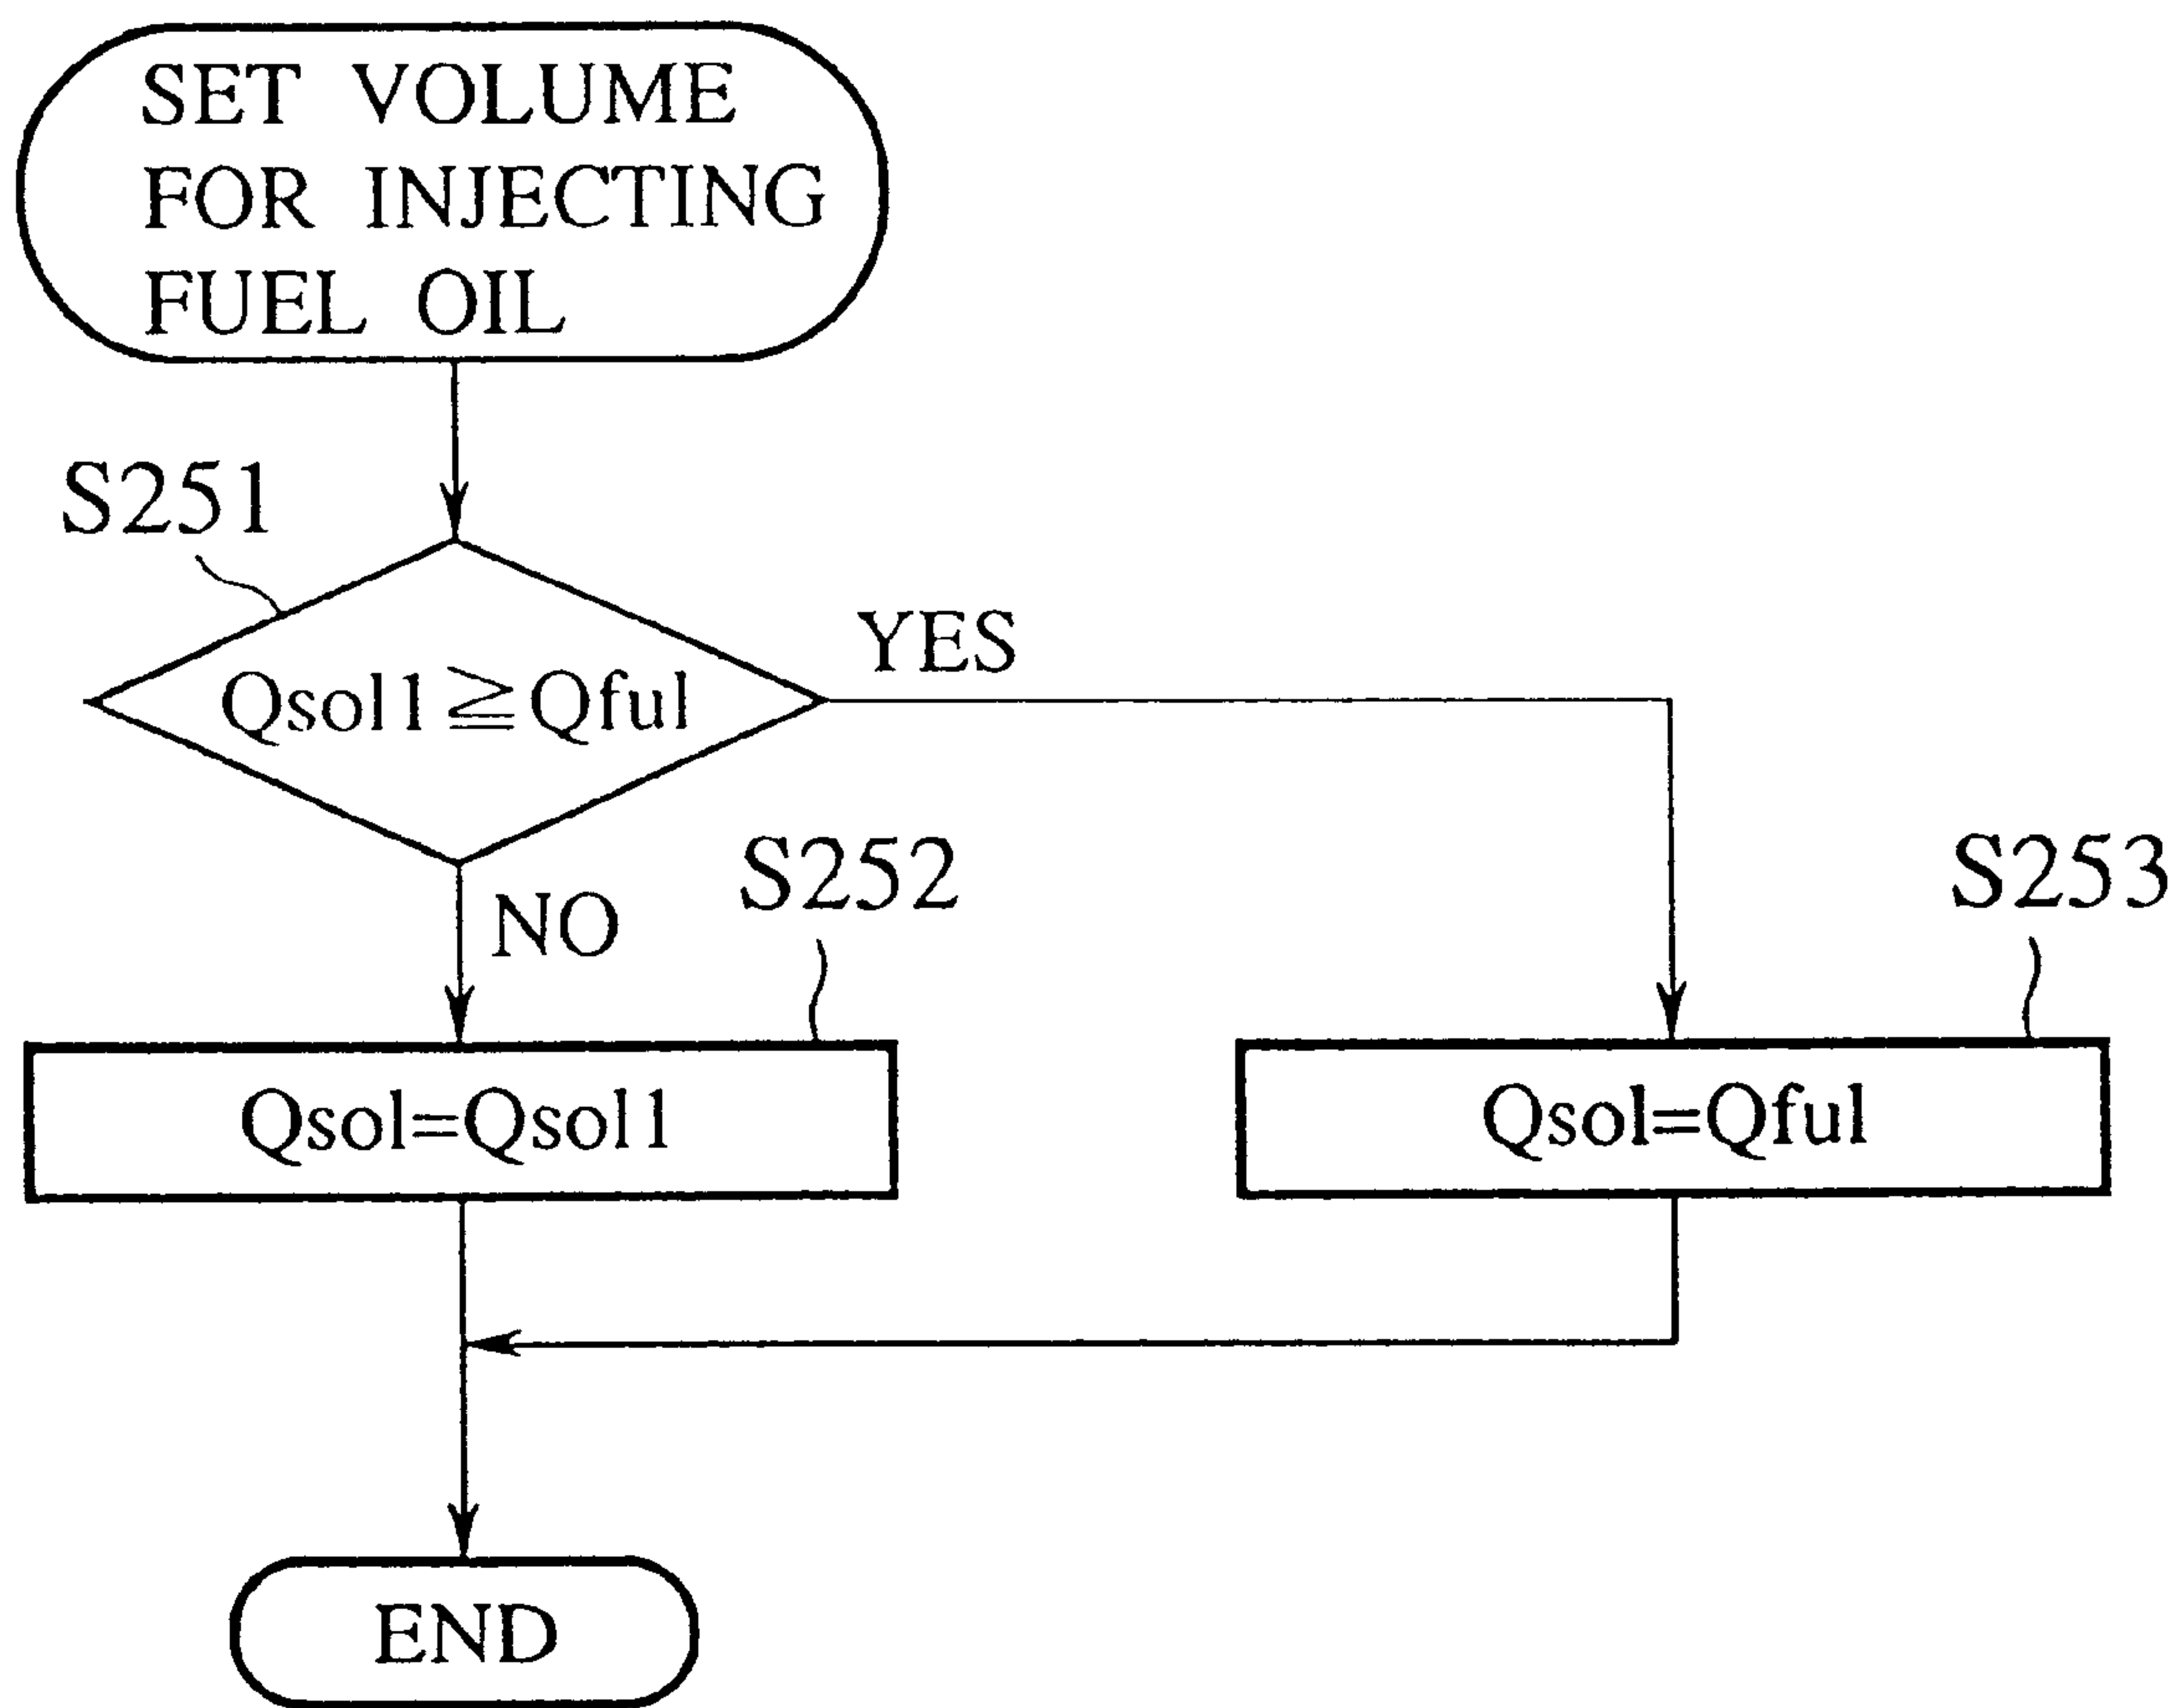 SET VOLUME
FOR INJECTING
FUEL OIL
S251
Qsol1≧Qful
YES
NO
S252
S253
Qsol=Qsol1
Qsol=Qful
END